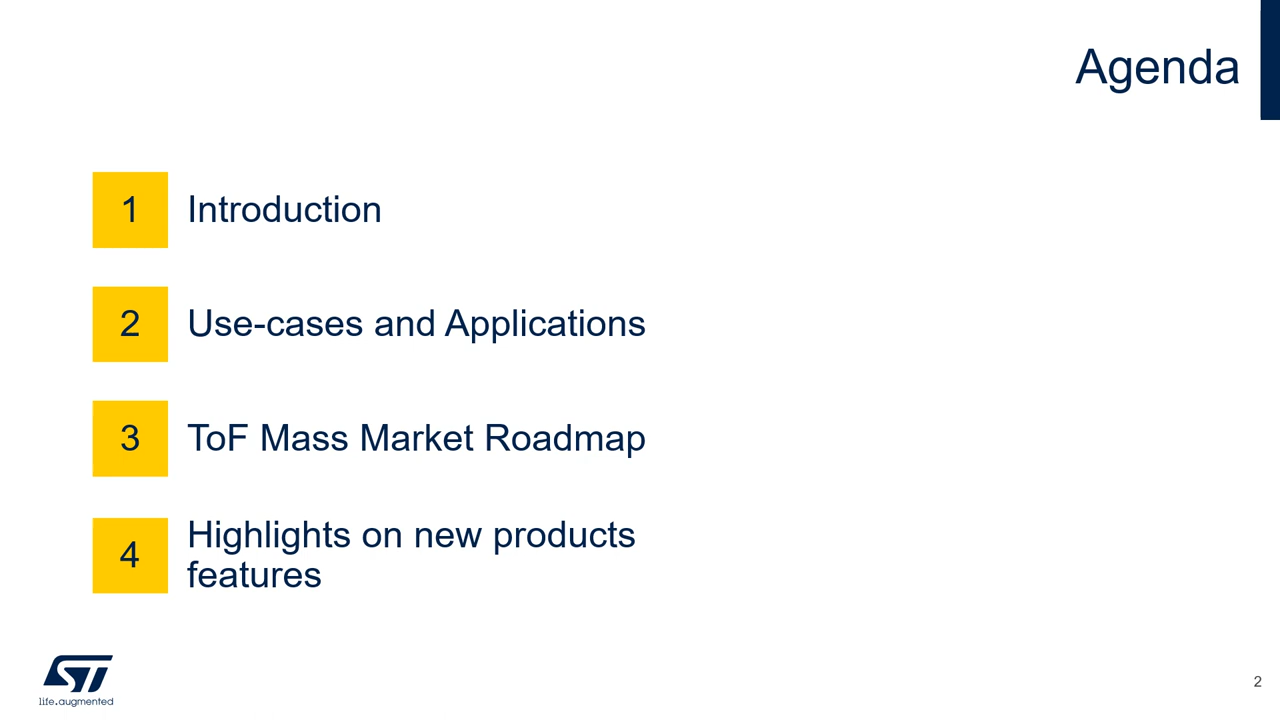 Agenda
1 Introduction
2 Use-cases and Applications
3 ToF Mass Market Roadmap
4 Highlights on new products
features
ST
life.augmented
2